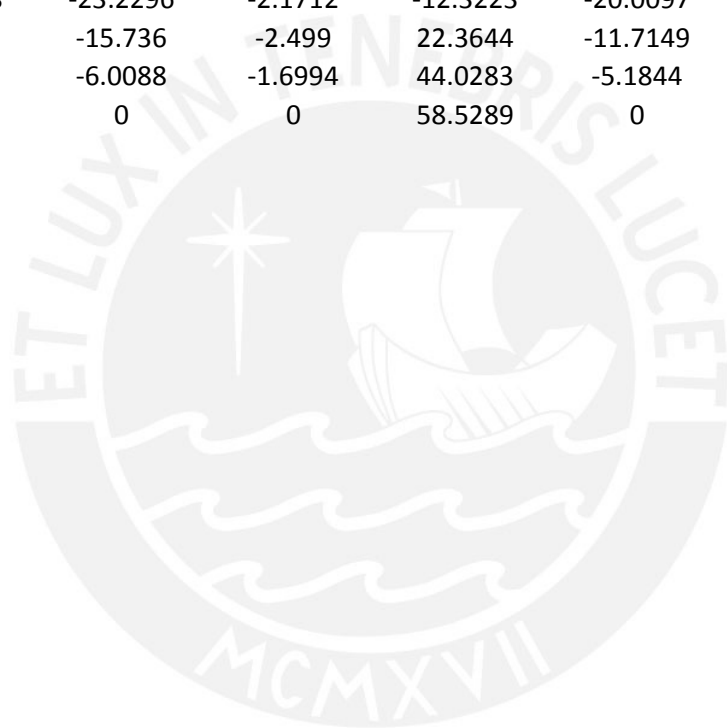 -15.736 -2.499 22.3644 -11.7149
-6.0088 -1.6994 44.0283 -5.1844
0 0 58.5289 0
ET LUX IN TENEBRIS LUCET
MCMXVII